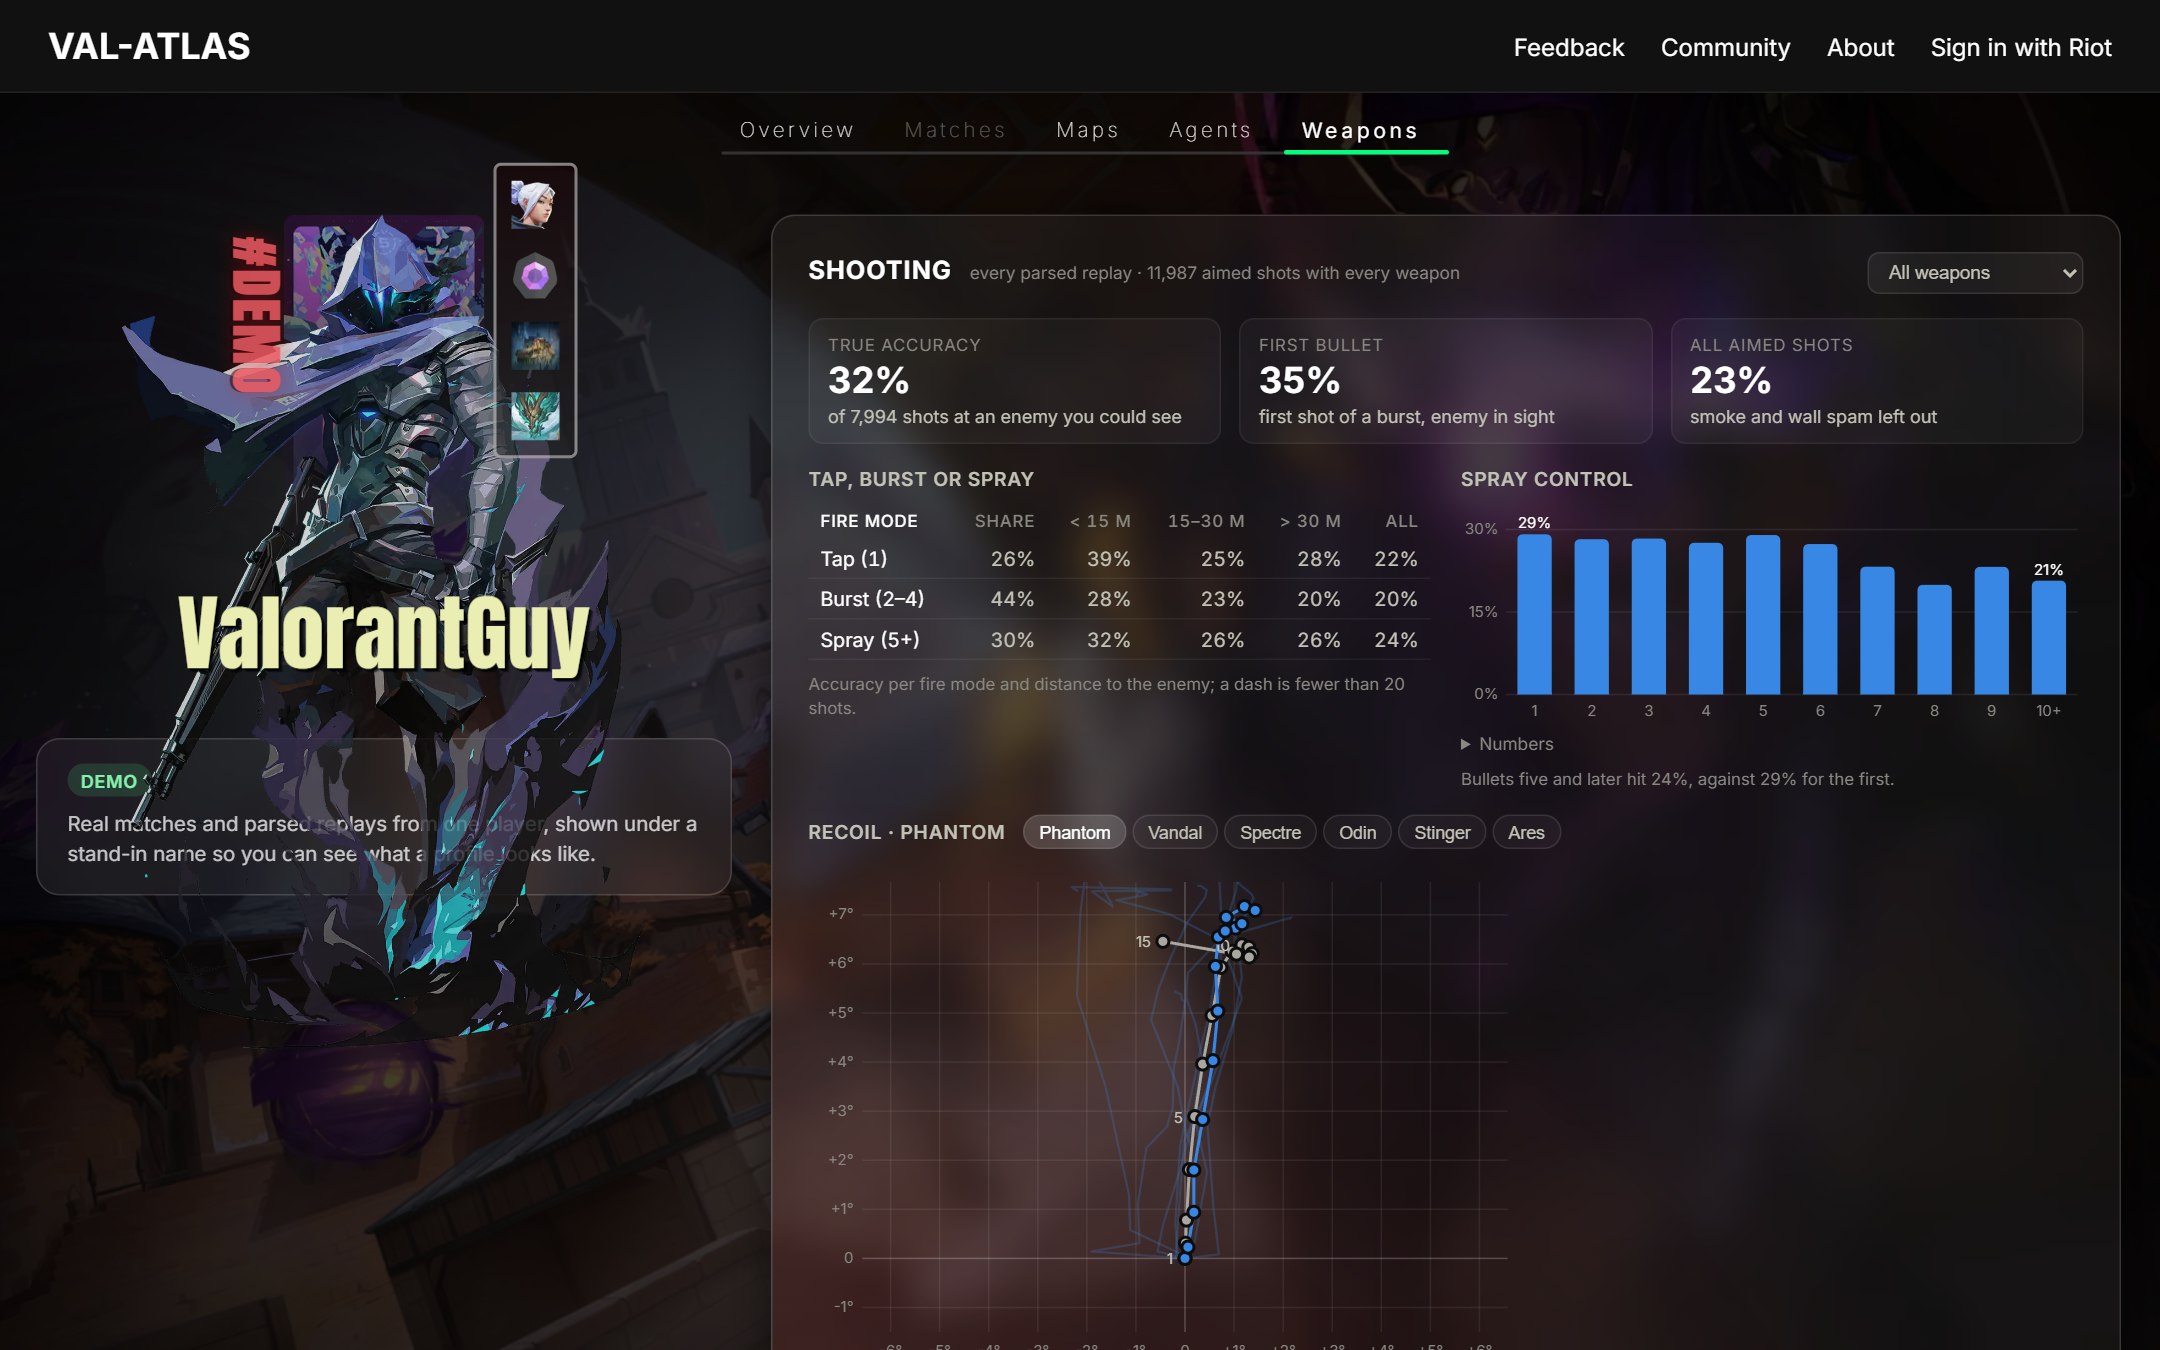 VAL-ATLAS
Feedback Community About Sign in with Riot
Overview Matches Maps Agents Weapons
#DEMO
ValorantGuy
DEMO
Real matches and parsed replays from one player, shown under a
stand-in name so you can see what a profile looks like.
SHOOTING every parsed replay · 11,987 aimed shots with every weapon
All weapons
TRUE ACCURACY
32%
of 7,994 shots at an enemy you could see
FIRST BULLET
35%
first shot of a burst, enemy in sight
ALL AIMED SHOTS
23%
smoke and wall spam left out
TAP, BURST OR SPRAY
FIRE MODE SHARE < 15 M 15–30 M > 30 M ALL
Tap (1) 26% 39% 25% 28% 22%
Burst (2–4) 44% 28% 23% 20% 20%
Spray (5+) 30% 32% 26% 26% 24%
Accuracy per fire mode and distance to the enemy; a dash is fewer than 20
shots.
SPRAY CONTROL
30%
15%
0%
29%
21%
1 2 3 4 5 6 7 8 9 10+
Numbers
Bullets five and later hit 24%, against 29% for the first.
RECOIL · PHANTOM Phantom Vandal Spectre Odin Stinger Ares
+7°
+6°
+5°
+4°
+3°
+2°
+1°
0
-1°
15
5
1